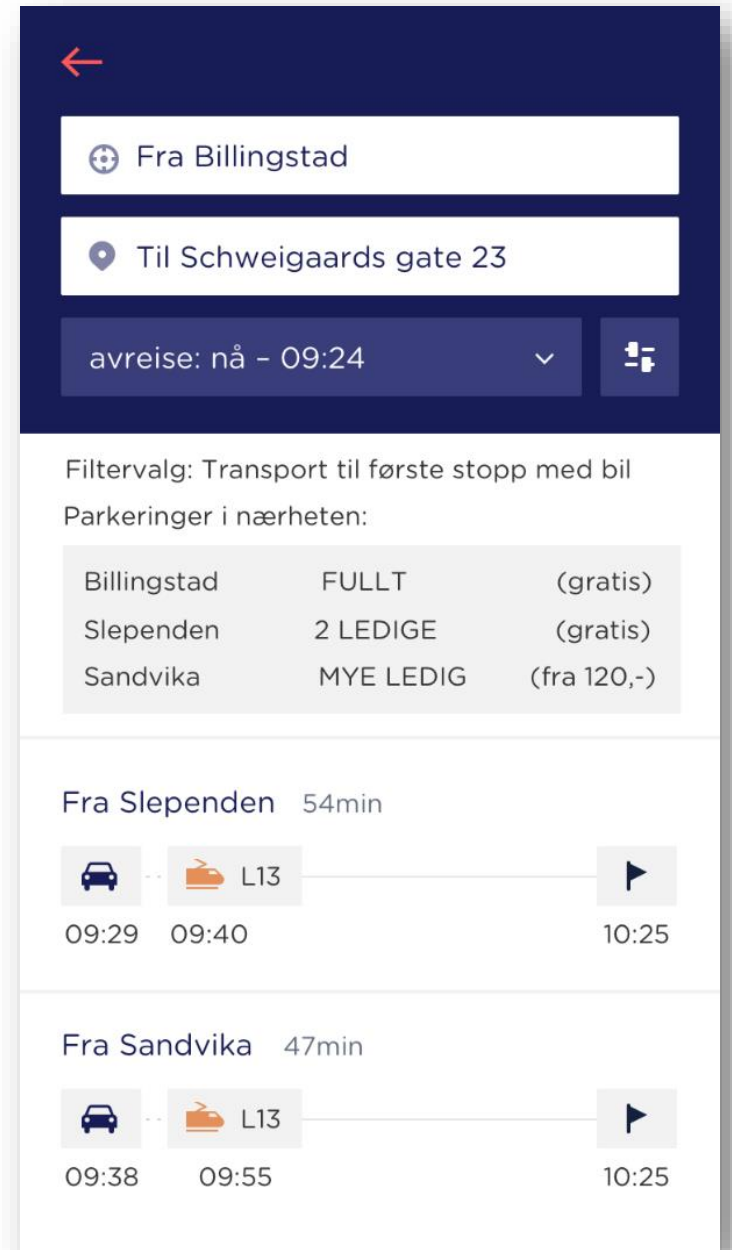 Fra Billingstad
Til Schweigaards gate 23
avreise: nå – 09:24
Filtervalg: Transport til første stopp med bil
Parkeringer i nærheten:
Billingstad FULLT (gratis)
Slependen 2 LEDIGE (gratis)
Sandvika MYE LEDIG (fra 120,-)
Fra Slependen 54min
L13
09:29 09:40 10:25
Fra Sandvika 47min
L13
09:38 09:55 10:25